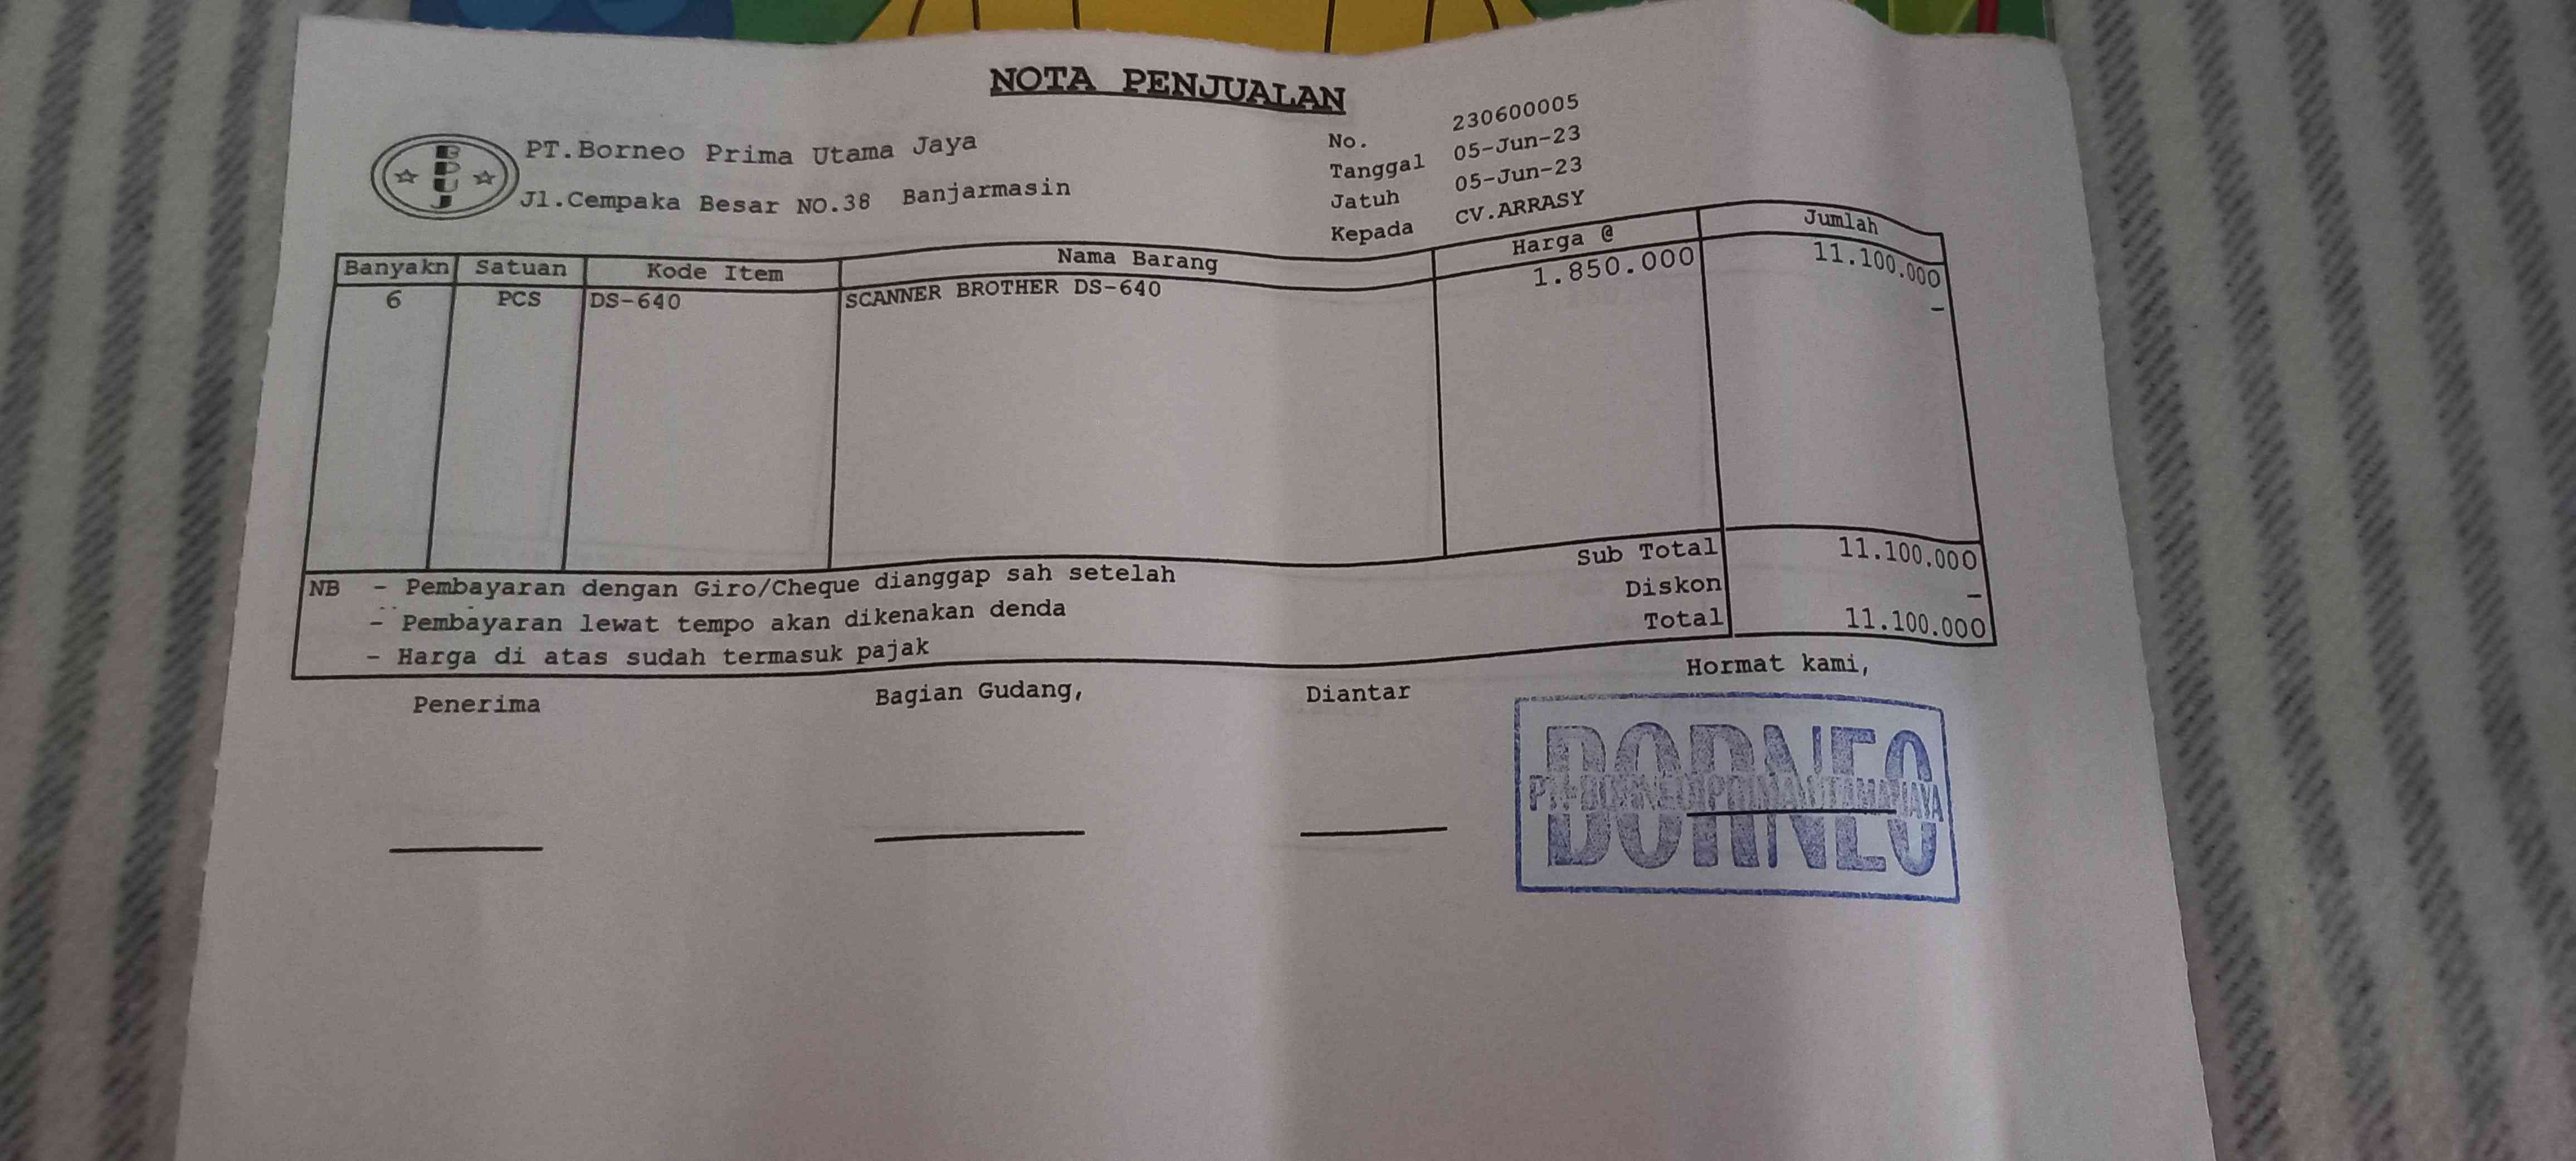 NOTA PENJUALAN
BPUJ
PT.Borneo Prima Utama Jaya
Jl.Cempaka Besar NO.38 Banjarmasin
No. 230600005
Tanggal 05-Jun-23
Jatuh 05-Jun-23
Kepada CV.ARRASY
Banyakn Satuan Kode Item Nama Barang Harga @ Jumlah
6 PCS DS-640 SCANNER BROTHER DS-640 1.850.000 11.100.000
-
Sub Total 11.100.000
Diskon -
Total 11.100.000
NB - Pembayaran dengan Giro/Cheque dianggap sah setelah
- Pembayaran lewat tempo akan dikenakan denda
- Harga di atas sudah termasuk pajak
Penerima Bagian Gudang, Diantar Hormat kami,
BORNEO
PT. BORNEO PRIMA UTAMA JAYA